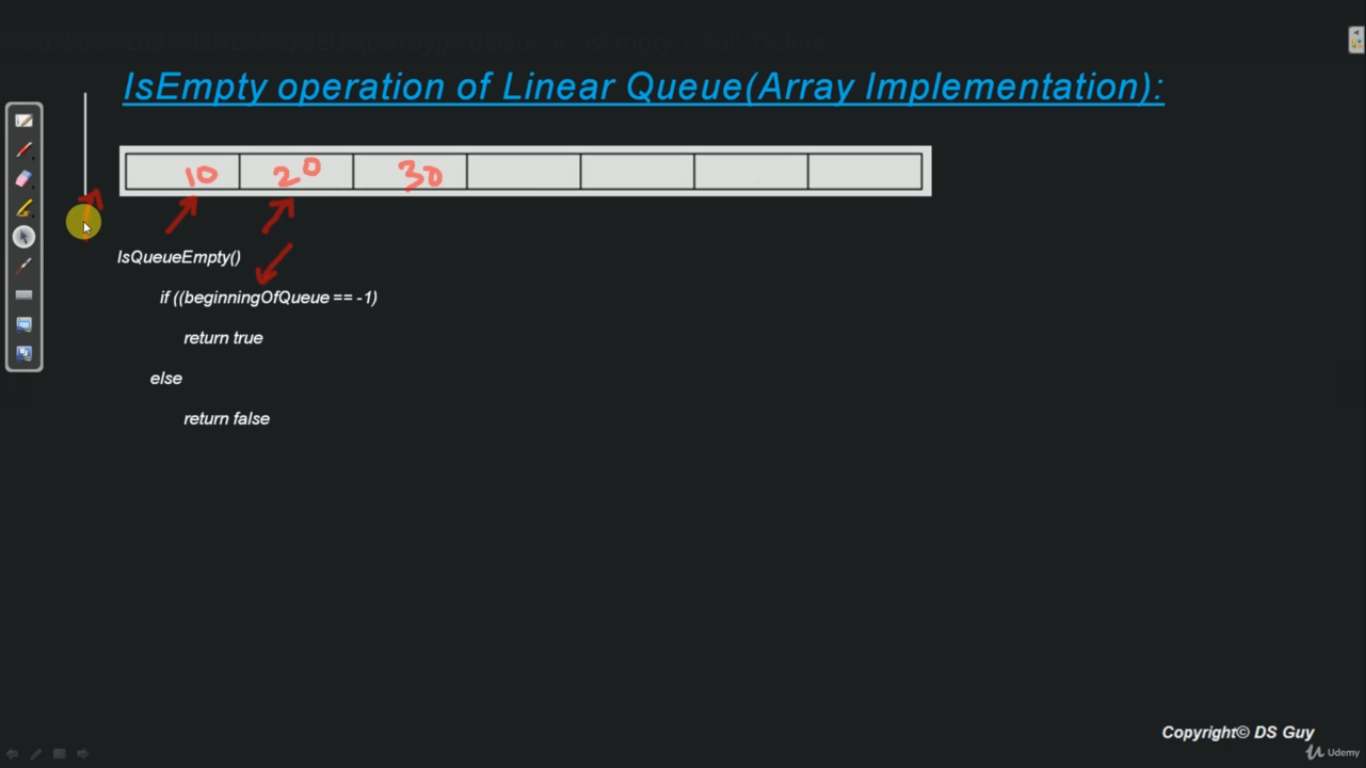 IsEmpty operation of Linear Queue(Array Implementation):
10 20 30
IsQueueEmpty()
if ((beginningOfQueue == -1)
return true
else
return false
Copyright© DS Guy
Udemy